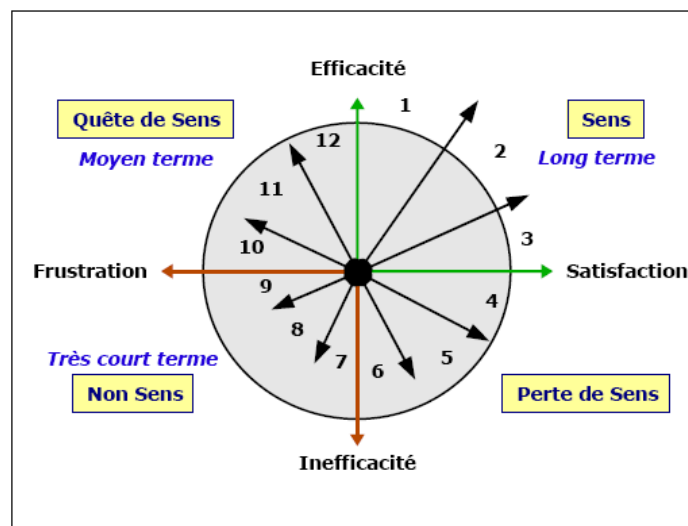 Efficacité
1
Quête de Sens
12
Sens
Moyen terme
2
Long terme
11
10
3
Frustration
Satisfaction
9
4
8
Très court terme
7
5
6
Non Sens
Perte de Sens
Inefficacité